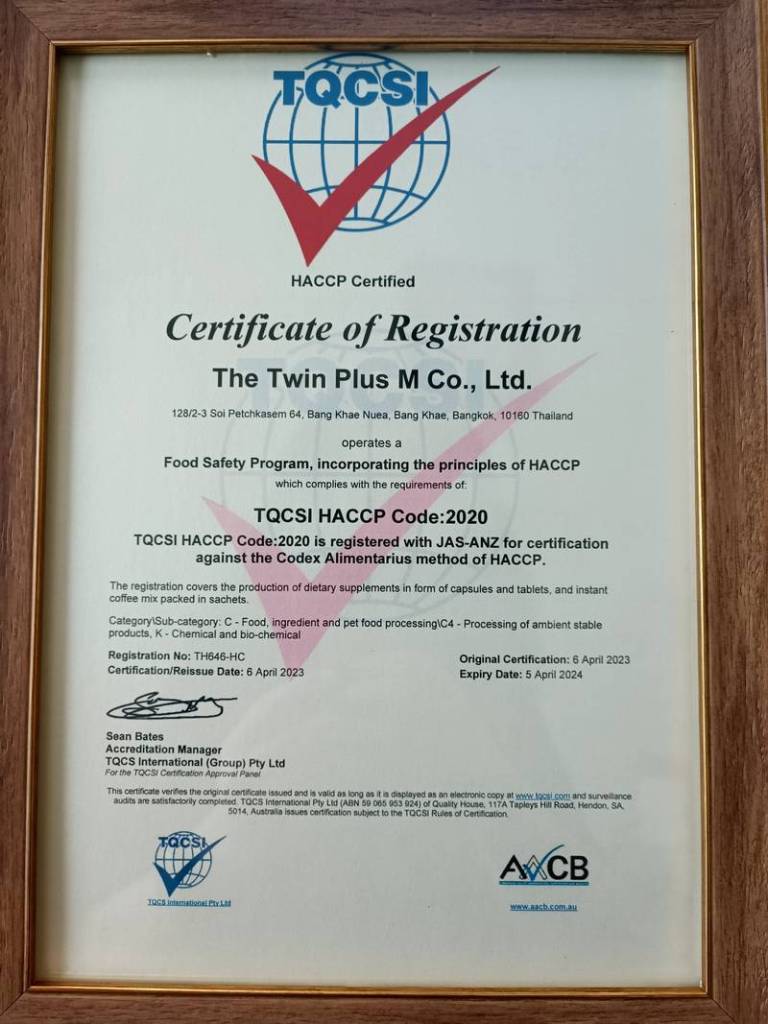 TQCSI
HACCP Certified
Certificate of Registration
The Twin Plus M Co., Ltd.
128/2-3 Soi Petchkasem 64, Bang Khae Nuea, Bang Khae, Bangkok, 10160 Thailand
operates a
Food Safety Program, incorporating the principles of HACCP
which complies with the requirements of:
TQCSI HACCP Code:2020
TQCSI HACCP Code:2020 is registered with JAS-ANZ for certification
against the Codex Alimentarius method of HACCP.
The registration covers the production of dietary supplements in form of capsules and tablets, and instant
coffee mix packed in sachets.
Category\Sub-category: C - Food, ingredient and pet food processing\C4 - Processing of ambient stable
products, K - Chemical and bio-chemical
Registration No: TH646-HC
Certification/Reissue Date: 6 April 2023
Original Certification: 6 April 2023
Expiry Date: 5 April 2024
Sean Bates
Accreditation Manager
TQCS International (Group) Pty Ltd
For the TQCSI Certification Approval Panel
This certificate verifies the original certificate issued and is valid as long as it is displayed as an electronic copy at www.tqcsi.com and surveillance
audits are satisfactorily completed. TQCS International Pty Ltd (ABN 59 065 953 924) of Quality House, 117A Tapleys Hill Road, Hendon, SA,
5014, Australia issues certification subject to the TQCSI Rules of Certification.
TQCSI
TQCS International Pty Ltd
AACB
www.aacb.com.au